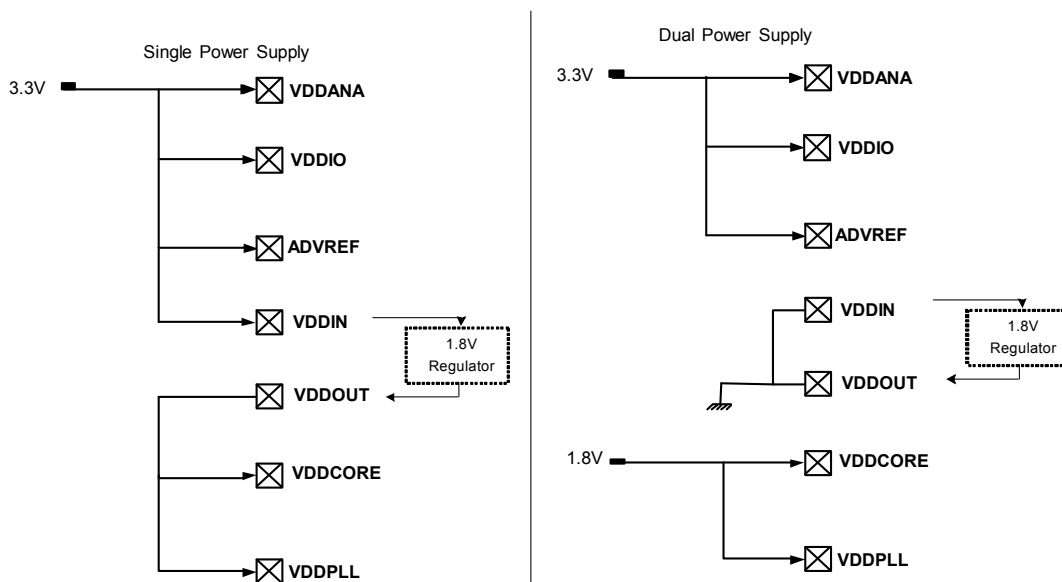 Single Power Supply
3.3V
VDDANA
VDDIO
ADVREF
VDDIN
1.8V
Regulator
VDDOUT
VDDCORE
VDDPLL
Dual Power Supply
3.3V
VDDANA
VDDIO
ADVREF
VDDIN
1.8V
Regulator
VDDOUT
1.8V
VDDCORE
VDDPLL